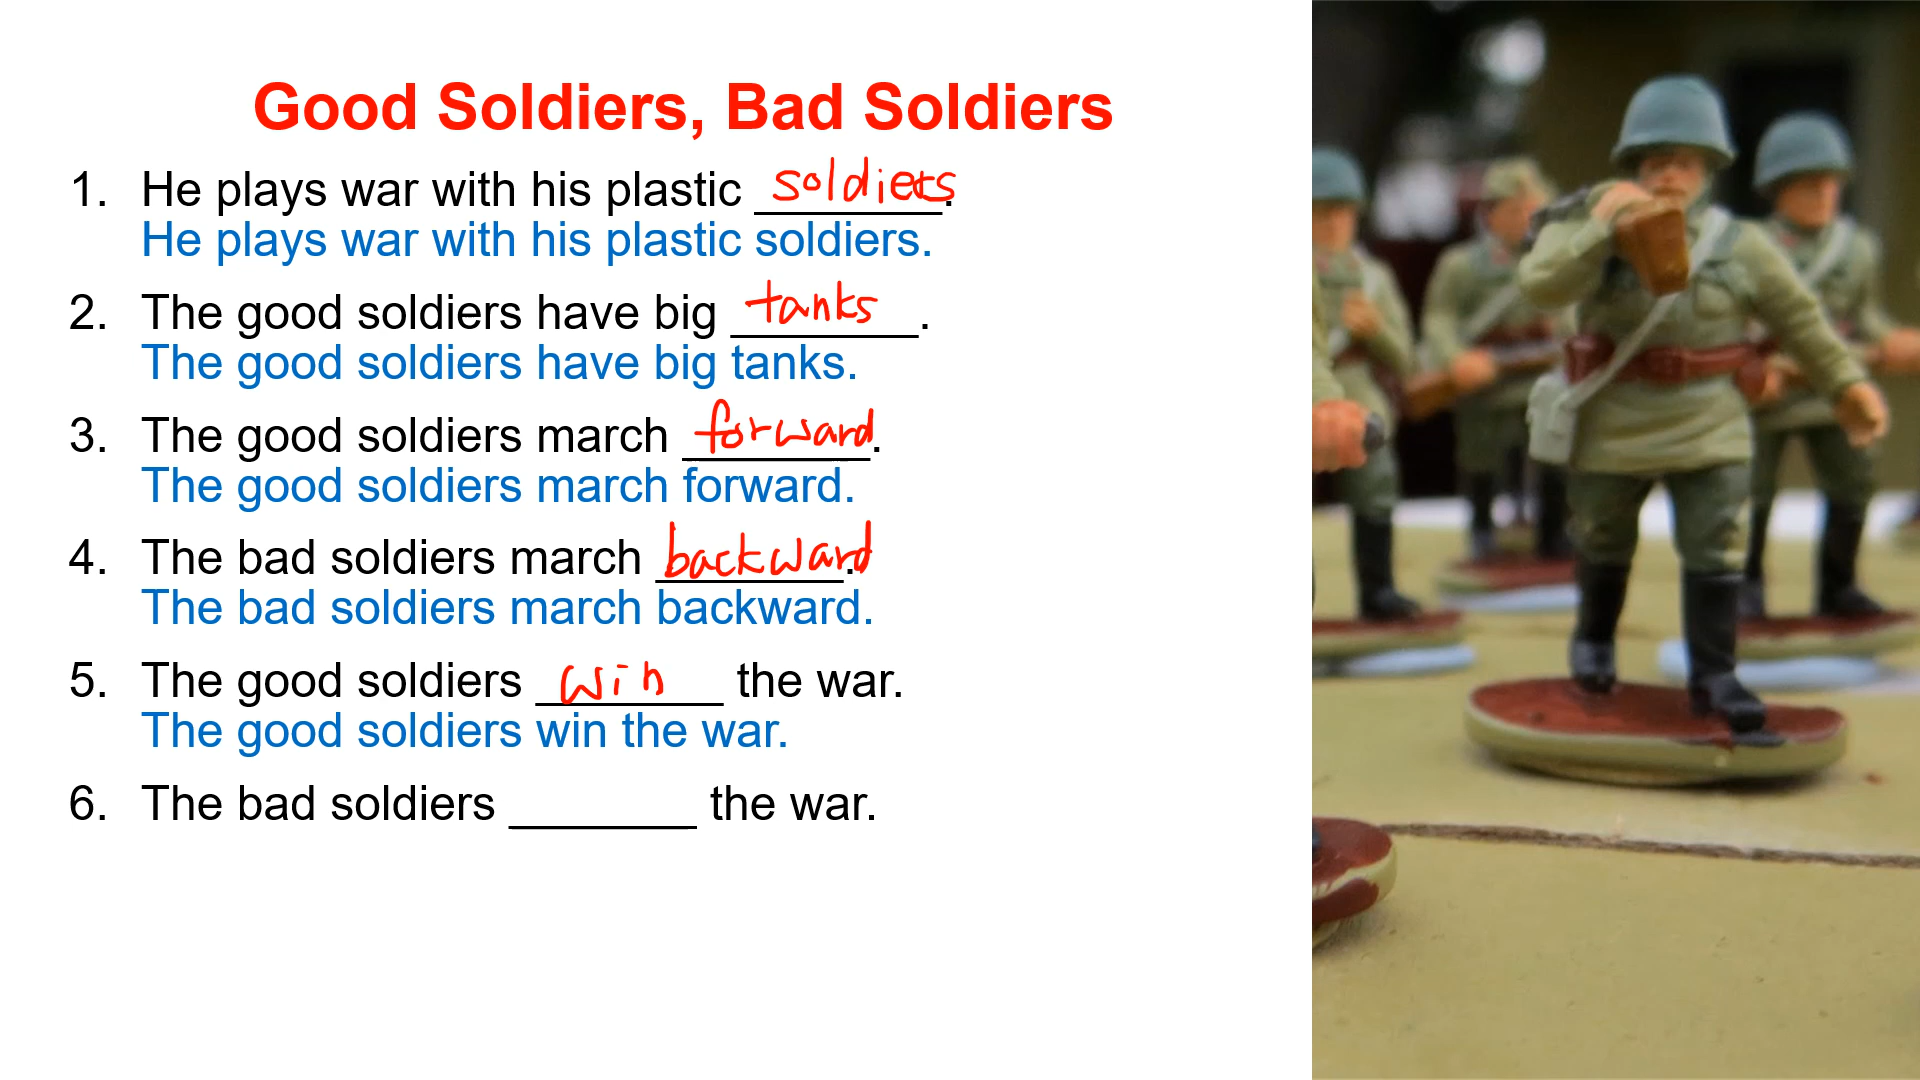 Good Soldiers, Bad Soldiers
1. He plays war with his plastic soldiers.
He plays war with his plastic soldiers.
2. The good soldiers have big tanks.
The good soldiers have big tanks.
3. The good soldiers march forward.
The good soldiers march forward.
4. The bad soldiers march backward.
The bad soldiers march backward.
5. The good soldiers win the war.
The good soldiers win the war.
6. The bad soldiers _______ the war.